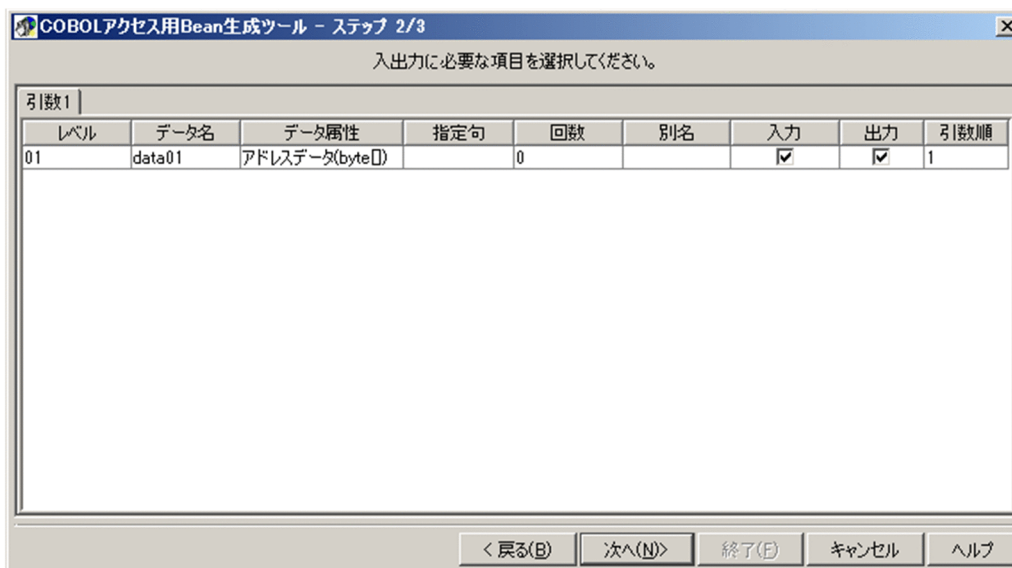 COBOLアクセス用Bean生成ツール - ステップ 2/3
入出力に必要な項目を選択してください。
引数1
レベル データ名 データ属性 指定句 回数 別名 入力 出力 引数順
01 data01 アドレスデータ(byte[]) 0 1
< 戻る(B) 次へ(N)> 終了(F) キャンセル ヘルプ